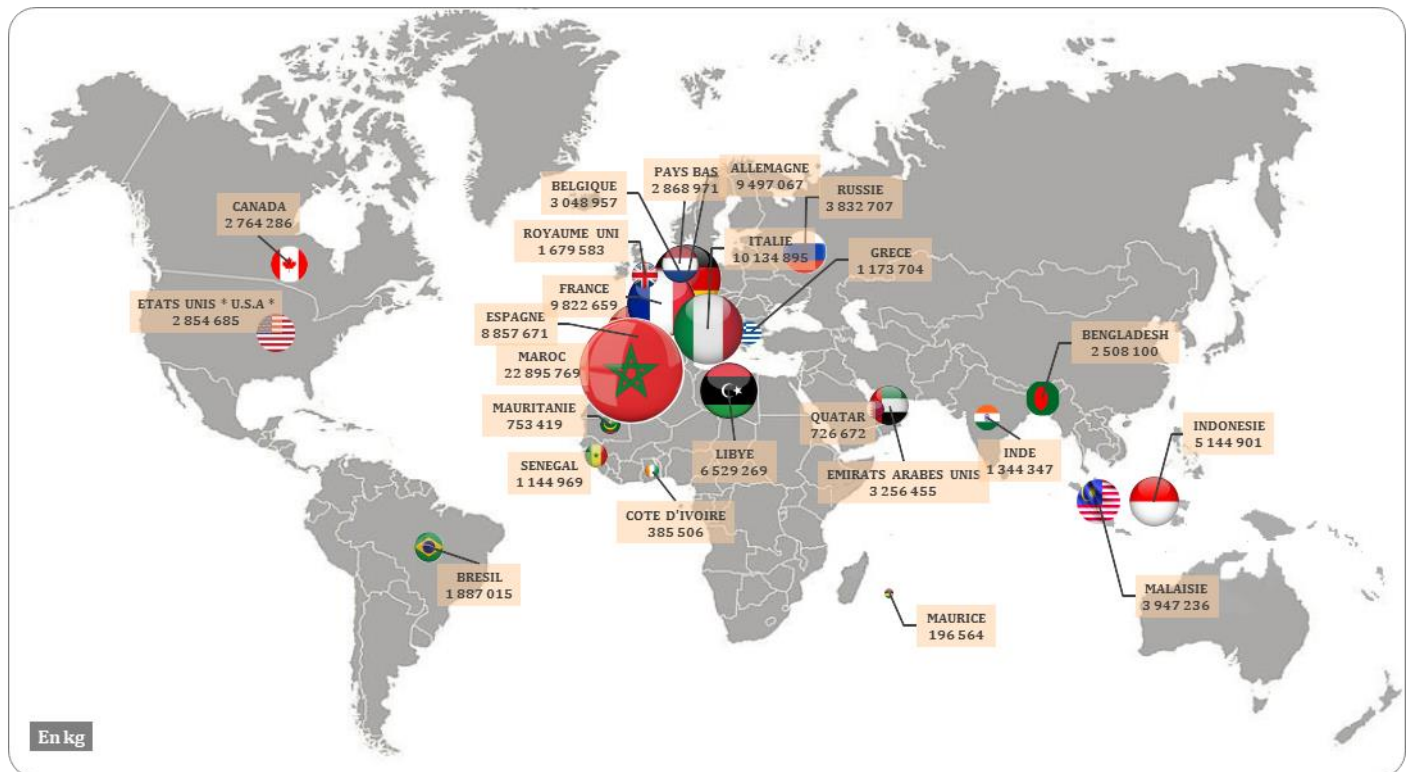 PAYS BAS
2 868 971
ALLEMAGNE
9 497 067
BELGIQUE
3 048 957
RUSSIE
3 832 707
CANADA
2 764 286
ROYAUME UNI
1 679 583
ITALIE
10 134 895
GRECE
1 173 704
FRANCE
9 822 659
ETATS UNIS * U.S.A *
2 854 685
ESPAGNE
8 857 671
BENGLADESH
2 508 100
MAROC
22 895 769
MAURITANIE
753 419
QUATAR
726 672
INDONESIE
5 144 901
LIBYE
6 529 269
INDE
1 344 347
SENEGAL
1 144 969
EMIRATS ARABES UNIS
3 256 455
COTE D'IVOIRE
385 506
BRESIL
1 887 015
MALAISIE
3 947 236
MAURICE
196 564
En kg